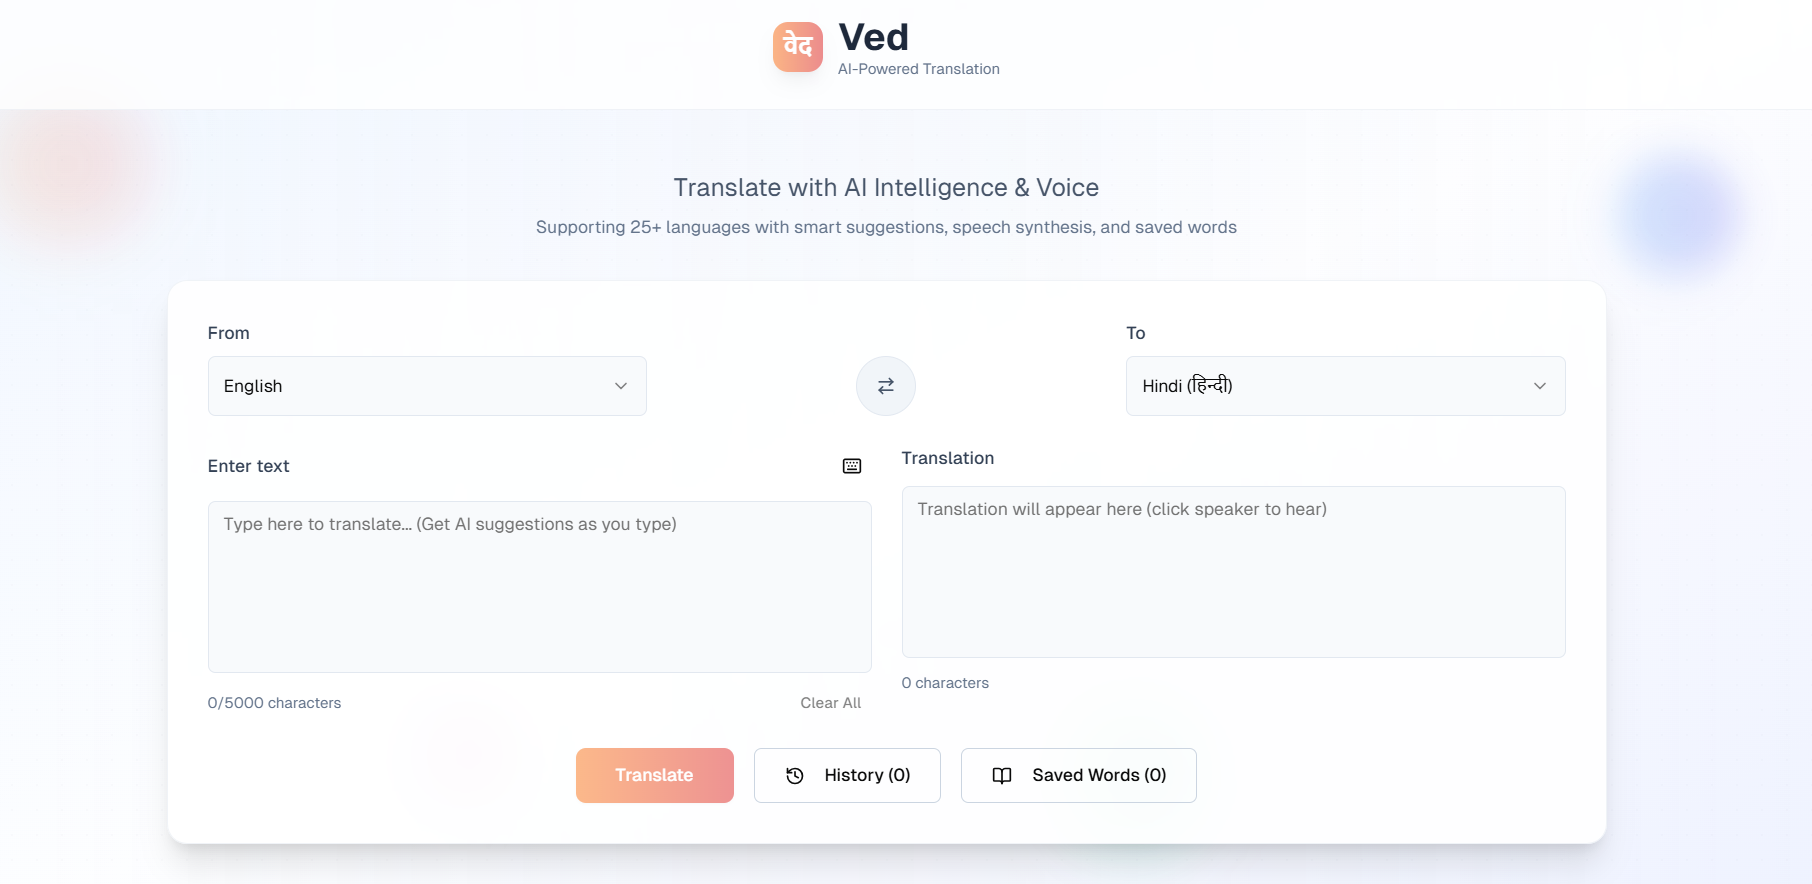 वेद
Ved
AI-Powered Translation
Translate with AI Intelligence & Voice
Supporting 25+ languages with smart suggestions, speech synthesis, and saved words
From
To
English
Hindi (हिन्दी)
Enter text
Translation
Type here to translate... (Get AI suggestions as you type)
Translation will appear here (click speaker to hear)
0/5000 characters
Clear All
0 characters
Translate
History (0)
Saved Words (0)